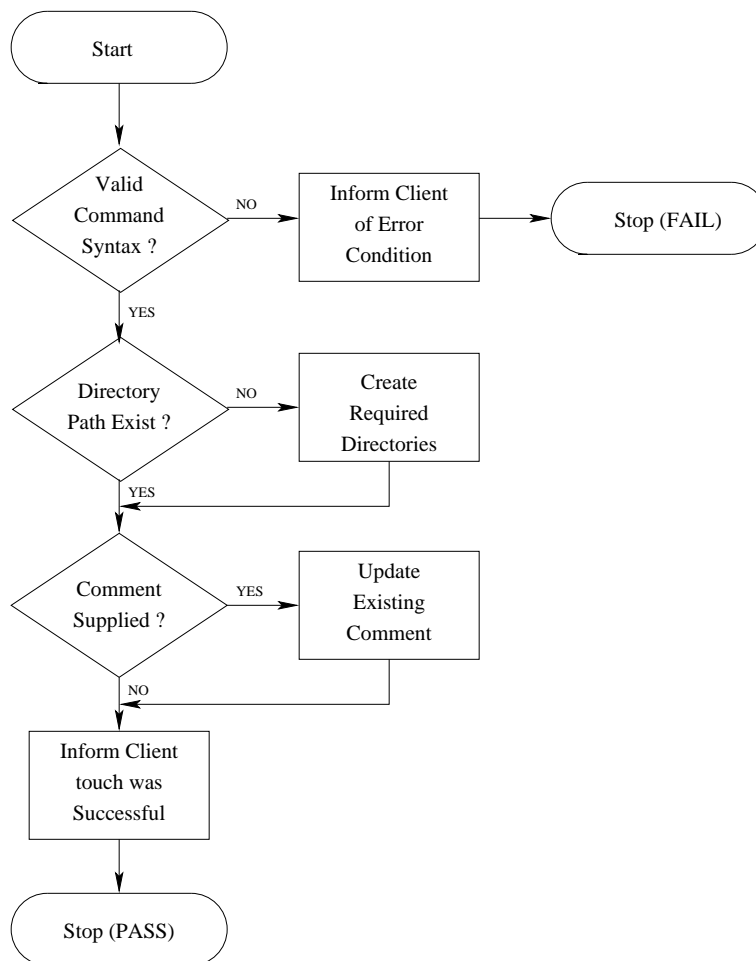 Start
Valid
Command
Syntax ?
NO
Inform Client
of Error
Condition
Stop (FAIL)
YES
Directory
Path Exist ?
NO
Create
Required
Directories
YES
Comment
Supplied ?
YES
Update
Existing
Comment
NO
Inform Client
touch was
Successful
Stop (PASS)